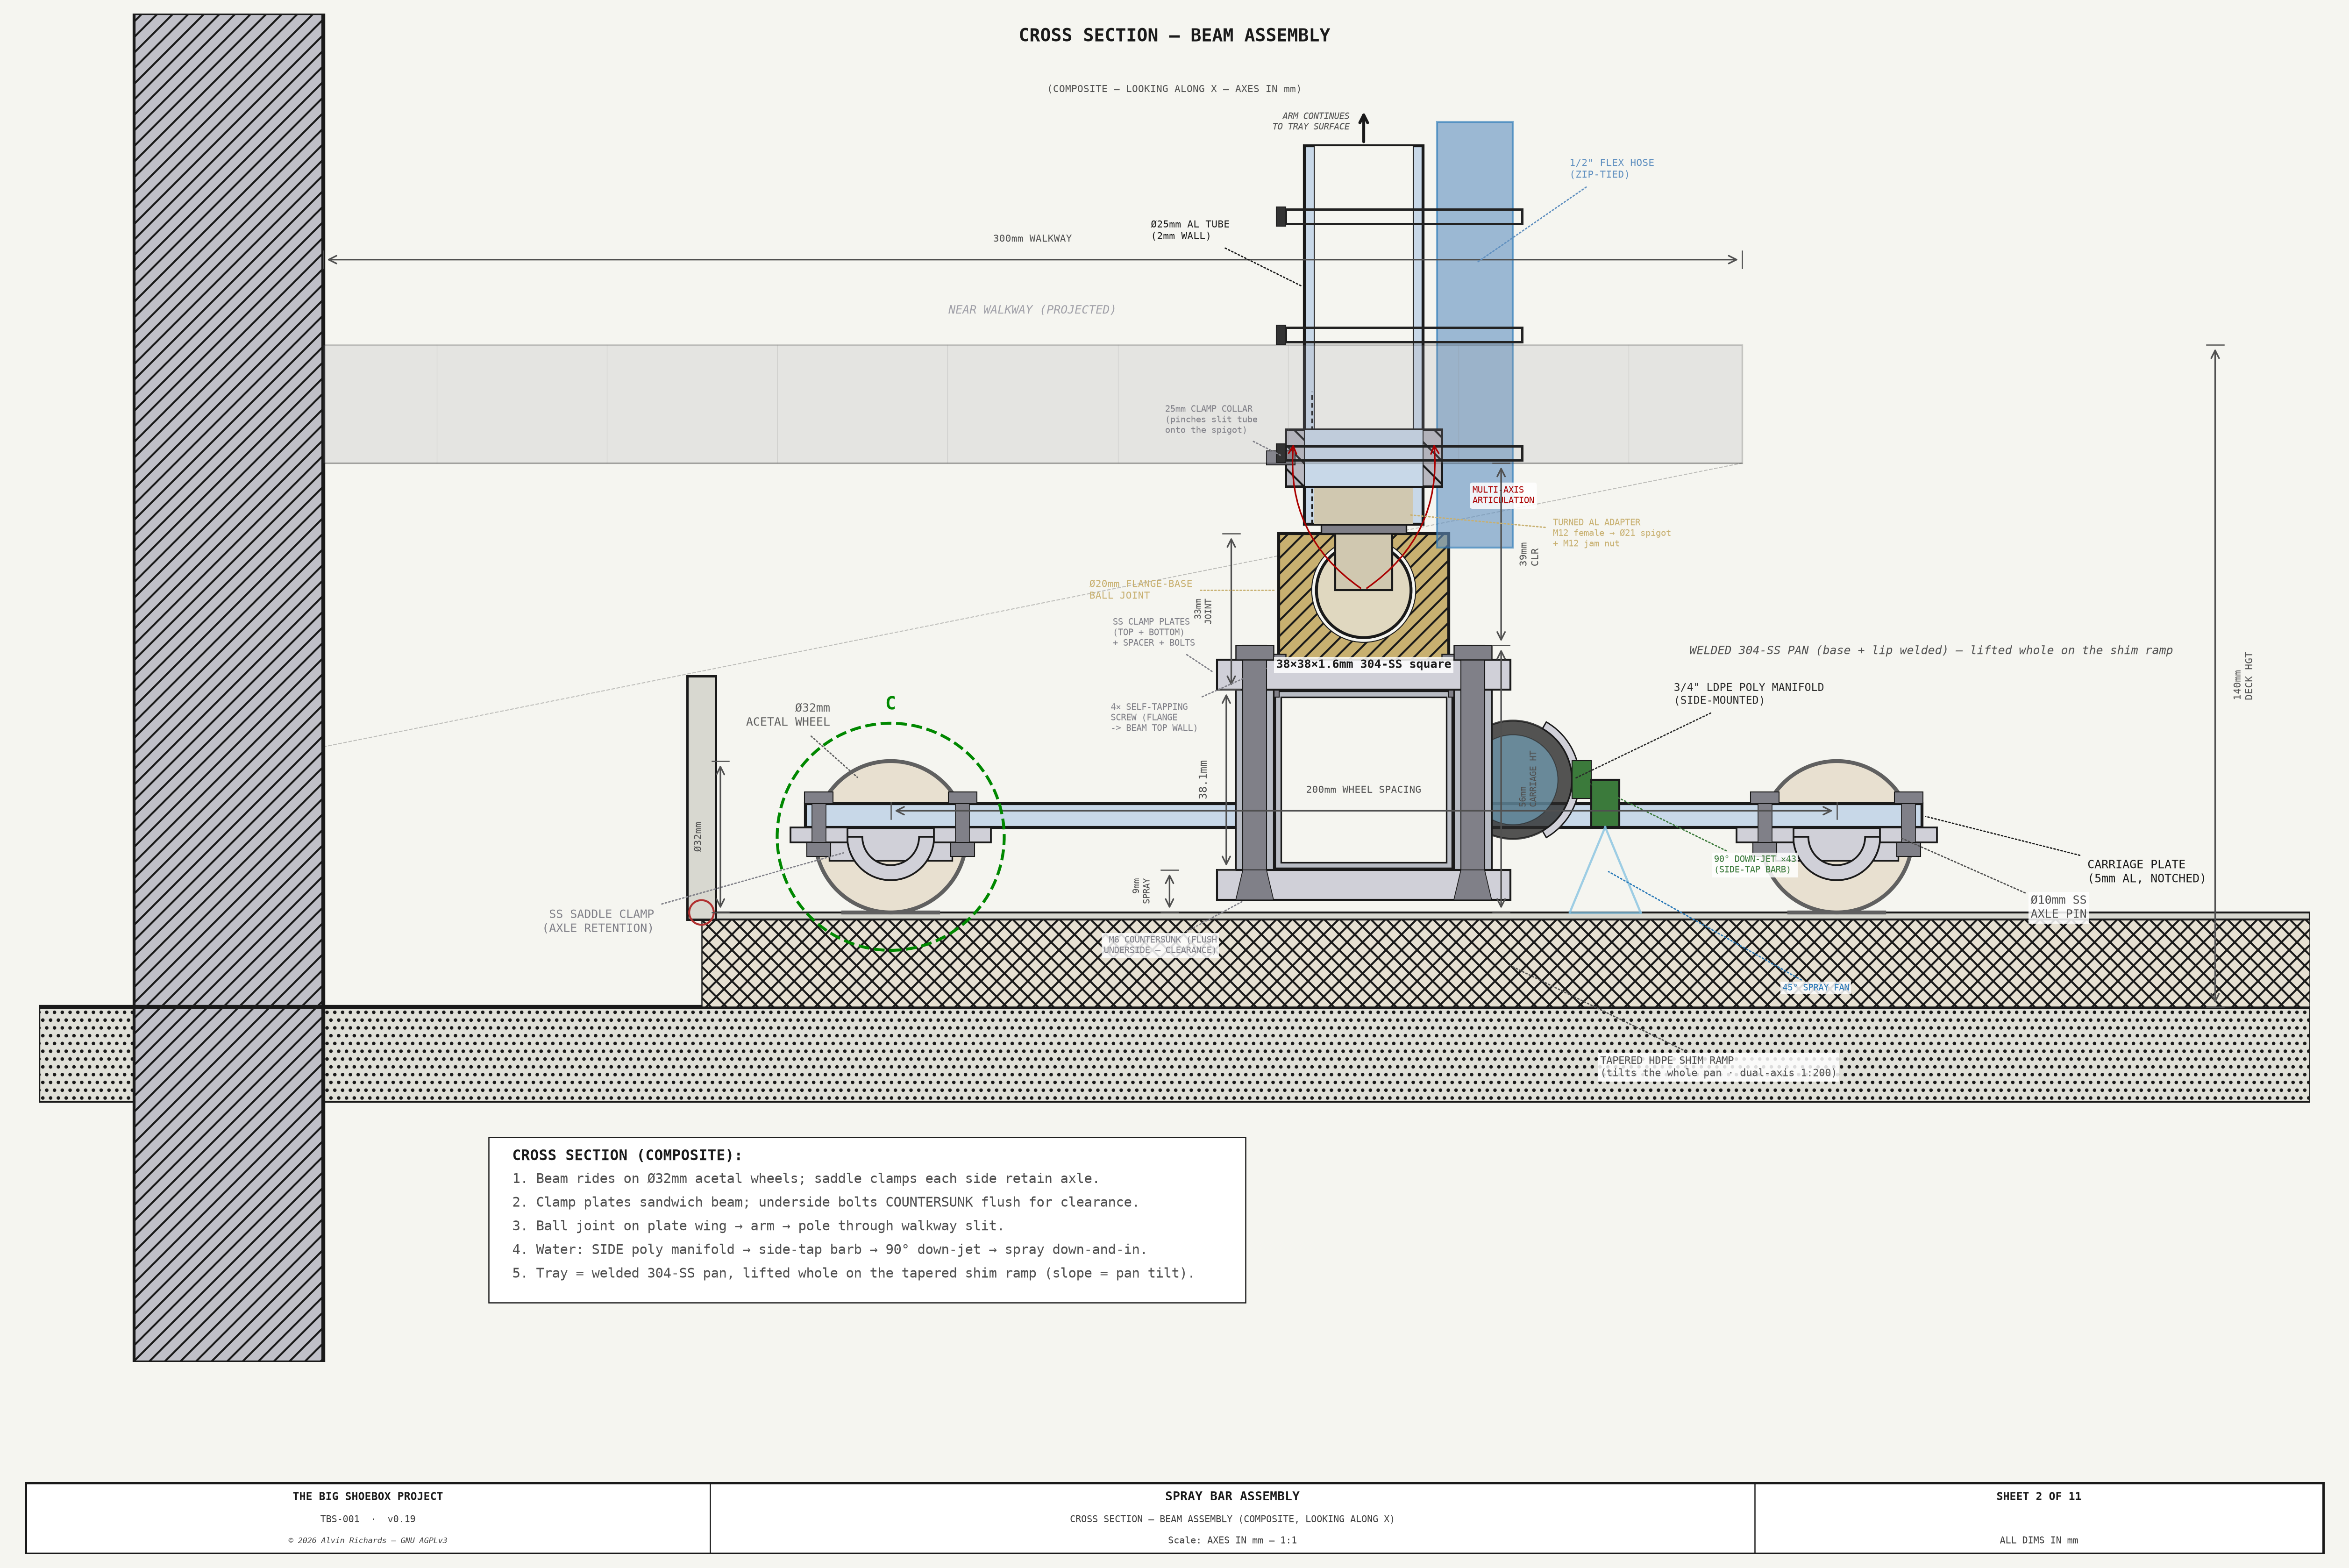 CROSS SECTION — BEAM ASSEMBLY
(COMPOSITE — LOOKING ALONG X — AXES IN mm)
ARM CONTINUES
TO TRAY SURFACE
1/2" FLEX HOSE
(ZIP-TIED)
Ø25mm AL TUBE
(2mm WALL)
300mm WALKWAY
NEAR WALKWAY (PROJECTED)
25mm CLAMP COLLAR
(pinches slit tube
onto the spigot)
MULTI-AXIS
ARTICULATION
TURNED AL ADAPTER
M12 female → Ø21 spigot
+ M12 jam nut
39mm
CLR
Ø20mm FLANGE-BASE
BALL JOINT
33mm
JOINT
SS CLAMP PLATES
(TOP + BOTTOM)
+ SPACER + BOLTS
38×38×1.6mm 304-SS square
WELDED 304-SS PAN (base + lip welded) — lifted whole on the shim ramp
140mm
DECK HGT
3/4" LDPE POLY MANIFOLD
(SIDE-MOUNTED)
C
Ø32mm
ACETAL WHEEL
4× SELF-TAPPING
SCREW (FLANGE
-> BEAM TOP WALL)
38.1mm
200mm WHEEL SPACING
56mm
CARRIAGE HT
Ø32mm
90° DOWN-JET ×43
(SIDE-TAP BARB)
CARRIAGE PLATE
(5mm AL, NOTCHED)
9mm
SPRAY
Ø10mm SS
AXLE PIN
SS SADDLE CLAMP
(AXLE RETENTION)
M6 COUNTERSUNK (FLUSH
UNDERSIDE — CLEARANCE)
45° SPRAY FAN
TAPERED HDPE SHIM RAMP
(tilts the whole pan · dual-axis 1:200)
CROSS SECTION (COMPOSITE):
1. Beam rides on Ø32mm acetal wheels; saddle clamps each side retain axle.
2. Clamp plates sandwich beam; underside bolts COUNTERSUNK flush for clearance.
3. Ball joint on plate wing → arm → pole through walkway slit.
4. Water: SIDE poly manifold → side-tap barb → 90° down-jet → spray down-and-in.
5. Tray = welded 304-SS pan, lifted whole on the tapered shim ramp (slope = pan tilt).
THE BIG SHOEBOX PROJECT
TBS-001 · v0.19
© 2026 Alvin Richards — GNU AGPLv3
SPRAY BAR ASSEMBLY
CROSS SECTION — BEAM ASSEMBLY (COMPOSITE, LOOKING ALONG X)
Scale: AXES IN mm — 1:1
SHEET 2 OF 11
ALL DIMS IN mm